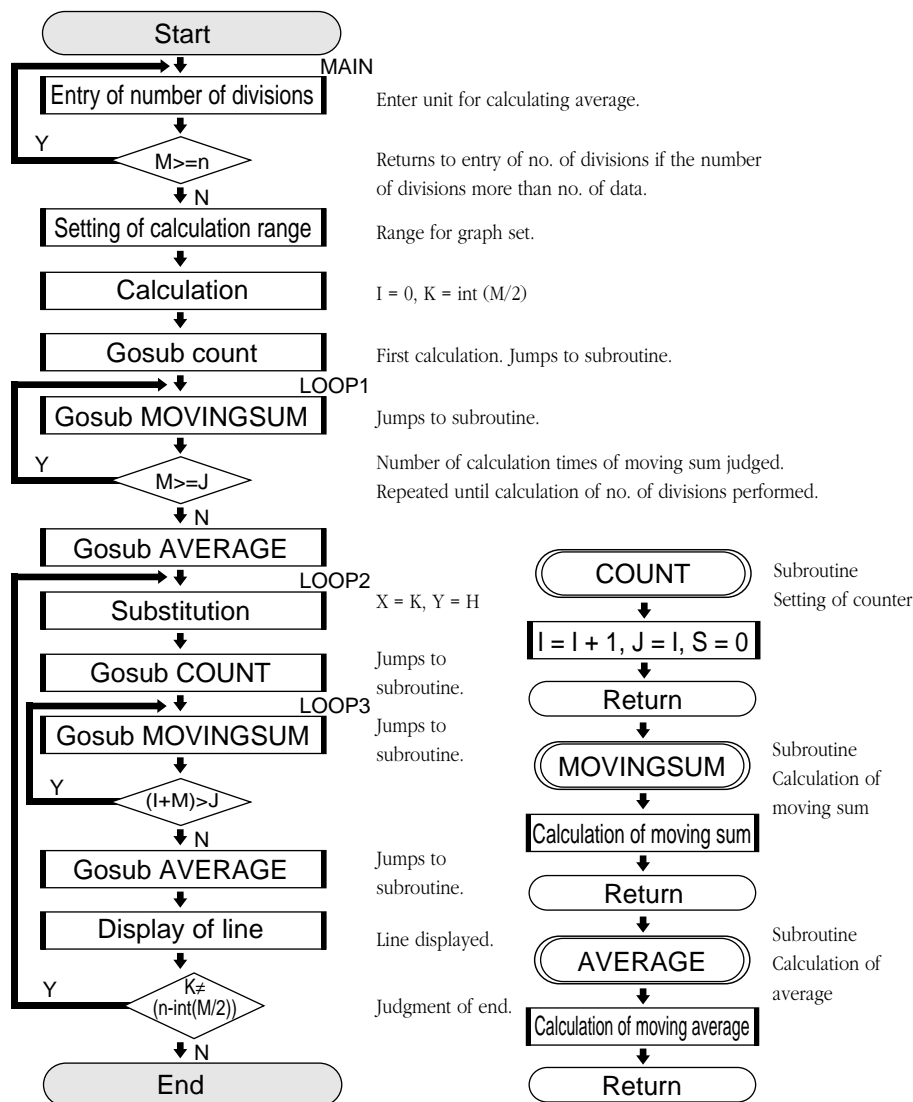 Start
MAIN
Entry of number of divisions
Enter unit for calculating average.
Y
M>=n
Returns to entry of no. of divisions if the number
of divisions more than no. of data.
N
Setting of calculation range
Range for graph set.
Calculation
I = 0, K = int (M/2)
Gosub count
First calculation. Jumps to subroutine.
LOOP1
Gosub MOVINGSUM
Jumps to subroutine.
Y
M>=J
Number of calculation times of moving sum judged.
Repeated until calculation of no. of divisions performed.
N
Gosub AVERAGE
LOOP2
Substitution
X = K, Y = H
Gosub COUNT
Jumps to
subroutine.
LOOP3
Gosub MOVINGSUM
Jumps to
subroutine.
Y
(I+M)>J
N
Gosub AVERAGE
Jumps to
subroutine.
Display of line
Line displayed.
Y
K≠
(n-int(M/2))
Judgment of end.
N
End
COUNT
Subroutine
Setting of counter
I = I + 1, J = I, S = 0
Return
MOVINGSUM
Subroutine
Calculation of
moving sum
Calculation of moving sum
Return
AVERAGE
Subroutine
Calculation of
average
Calculation of moving average
Return